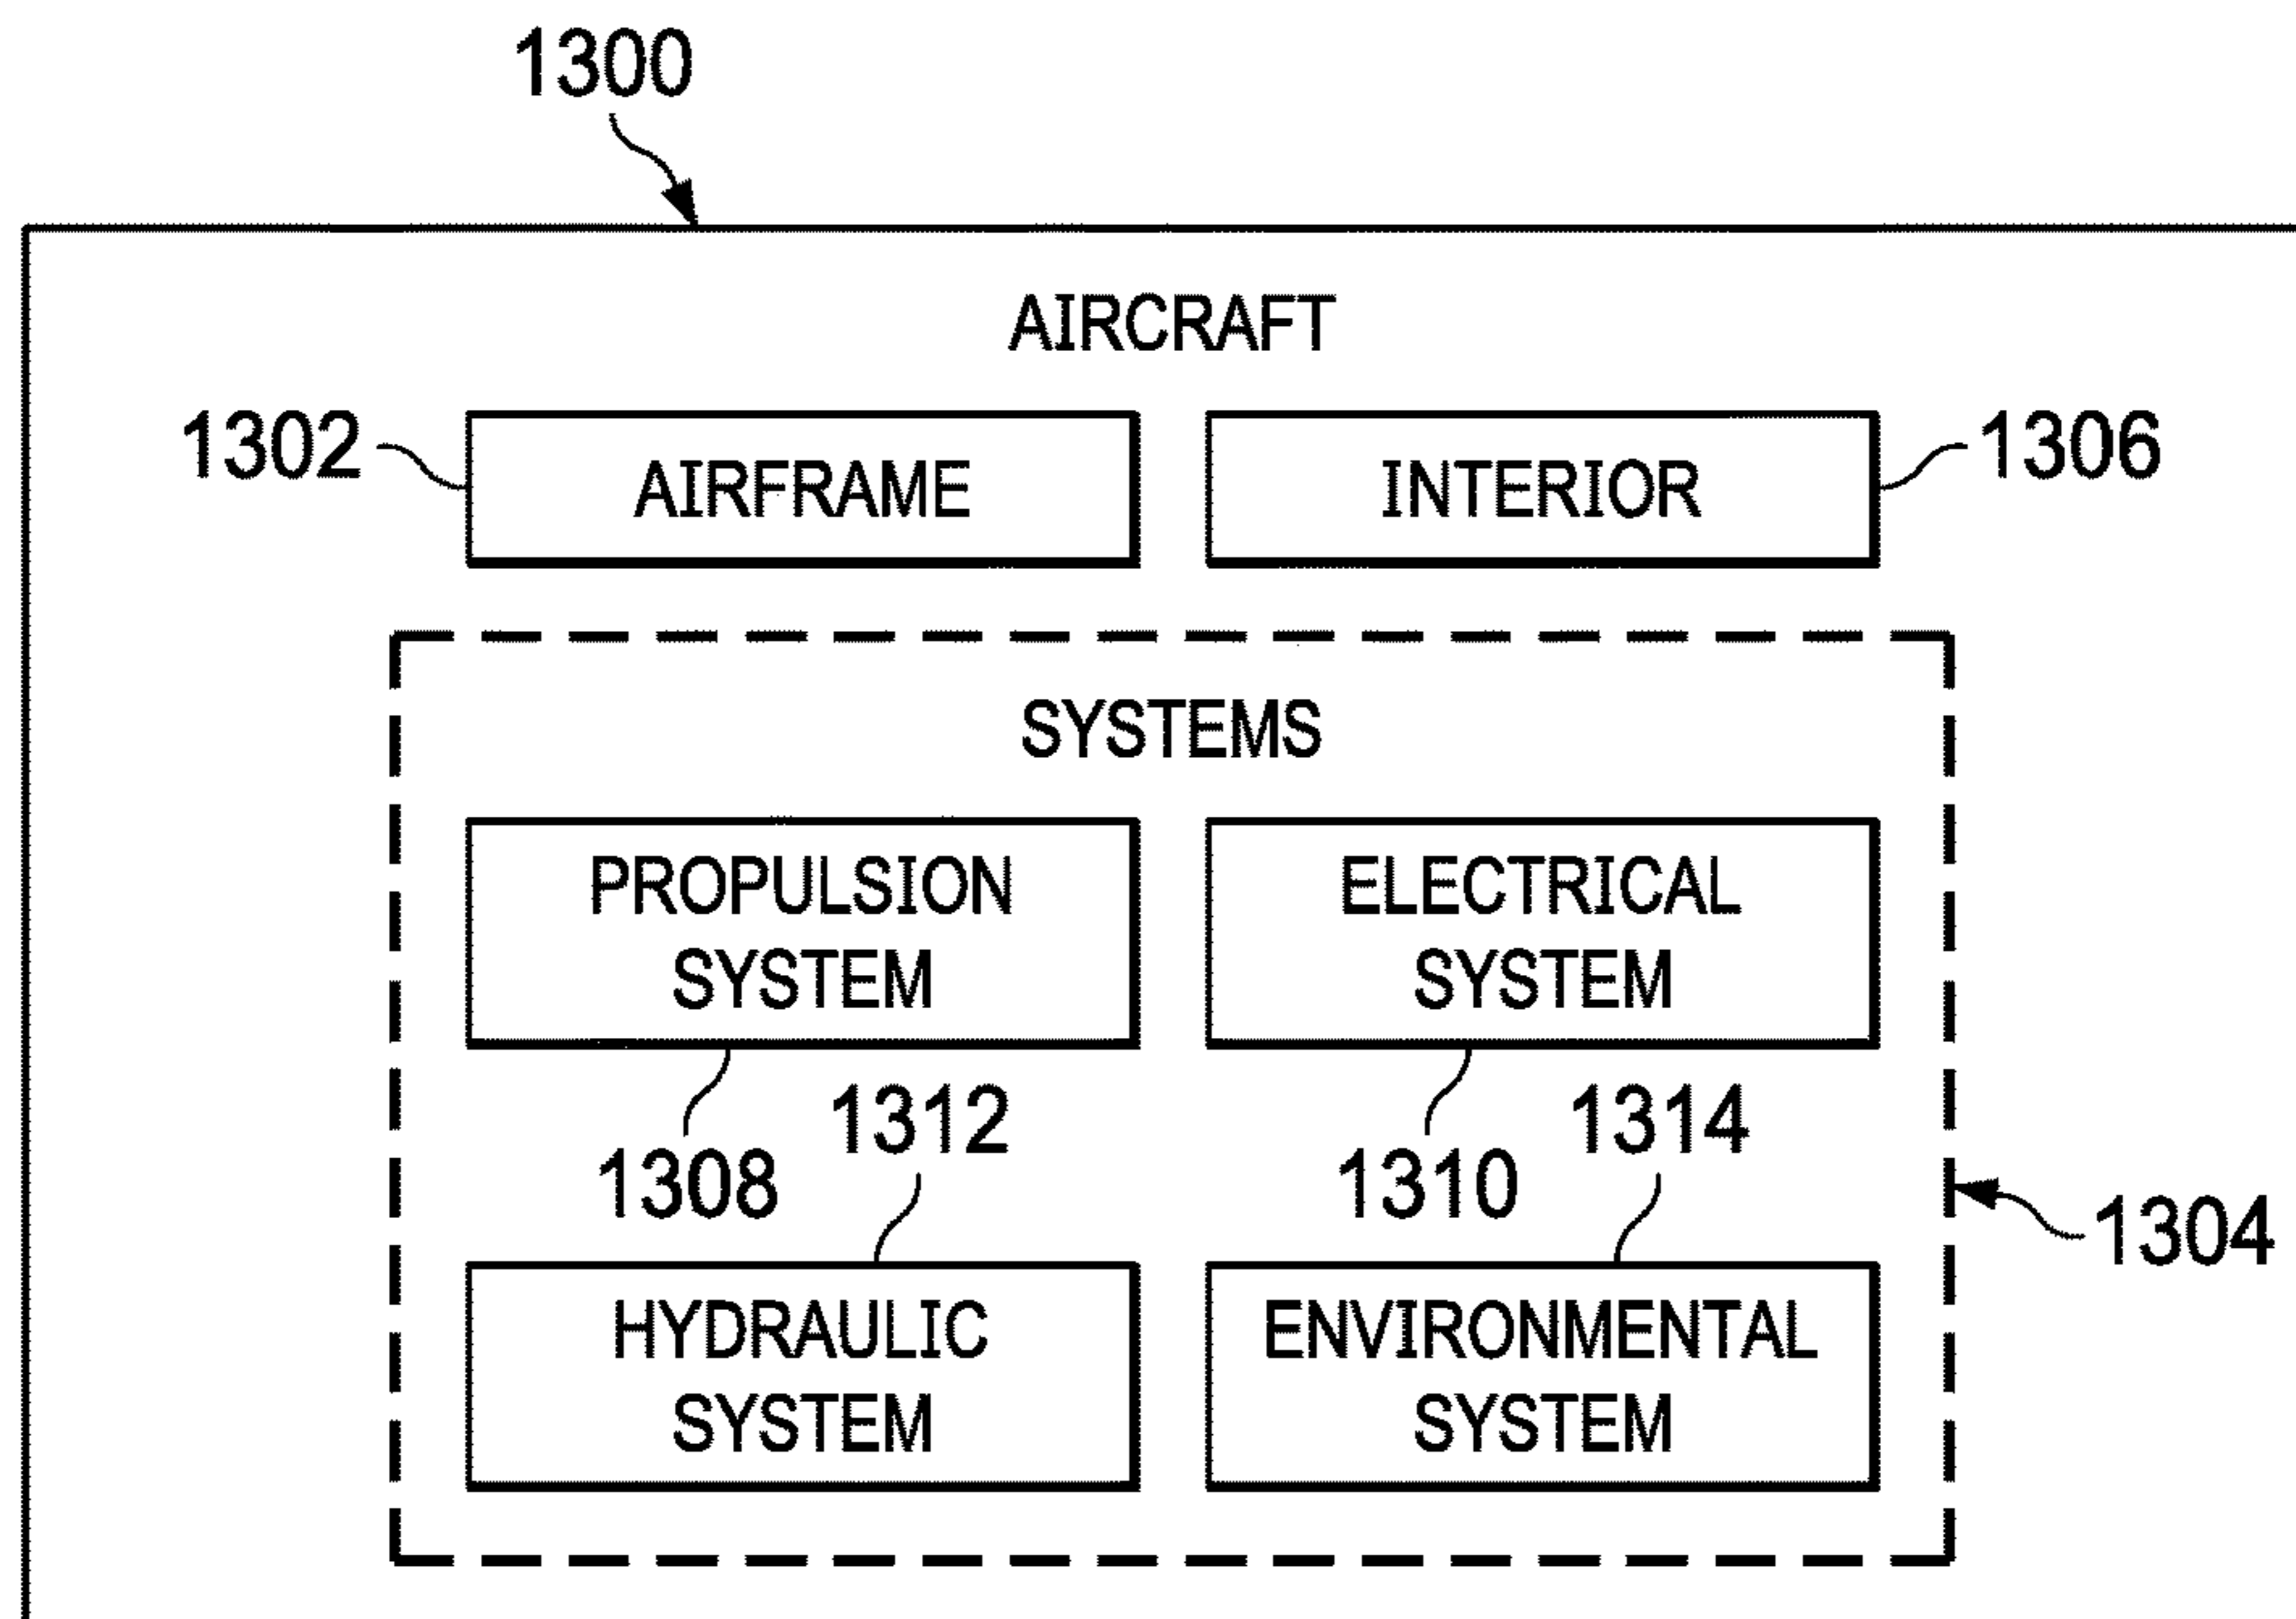 1300
AIRCRAFT
1302
AIRFRAME
INTERIOR
1306
SYSTEMS
PROPULSION
SYSTEM
ELECTRICAL
SYSTEM
1308
1312
1310
1314
1304
HYDRAULIC
SYSTEM
ENVIRONMENTAL
SYSTEM